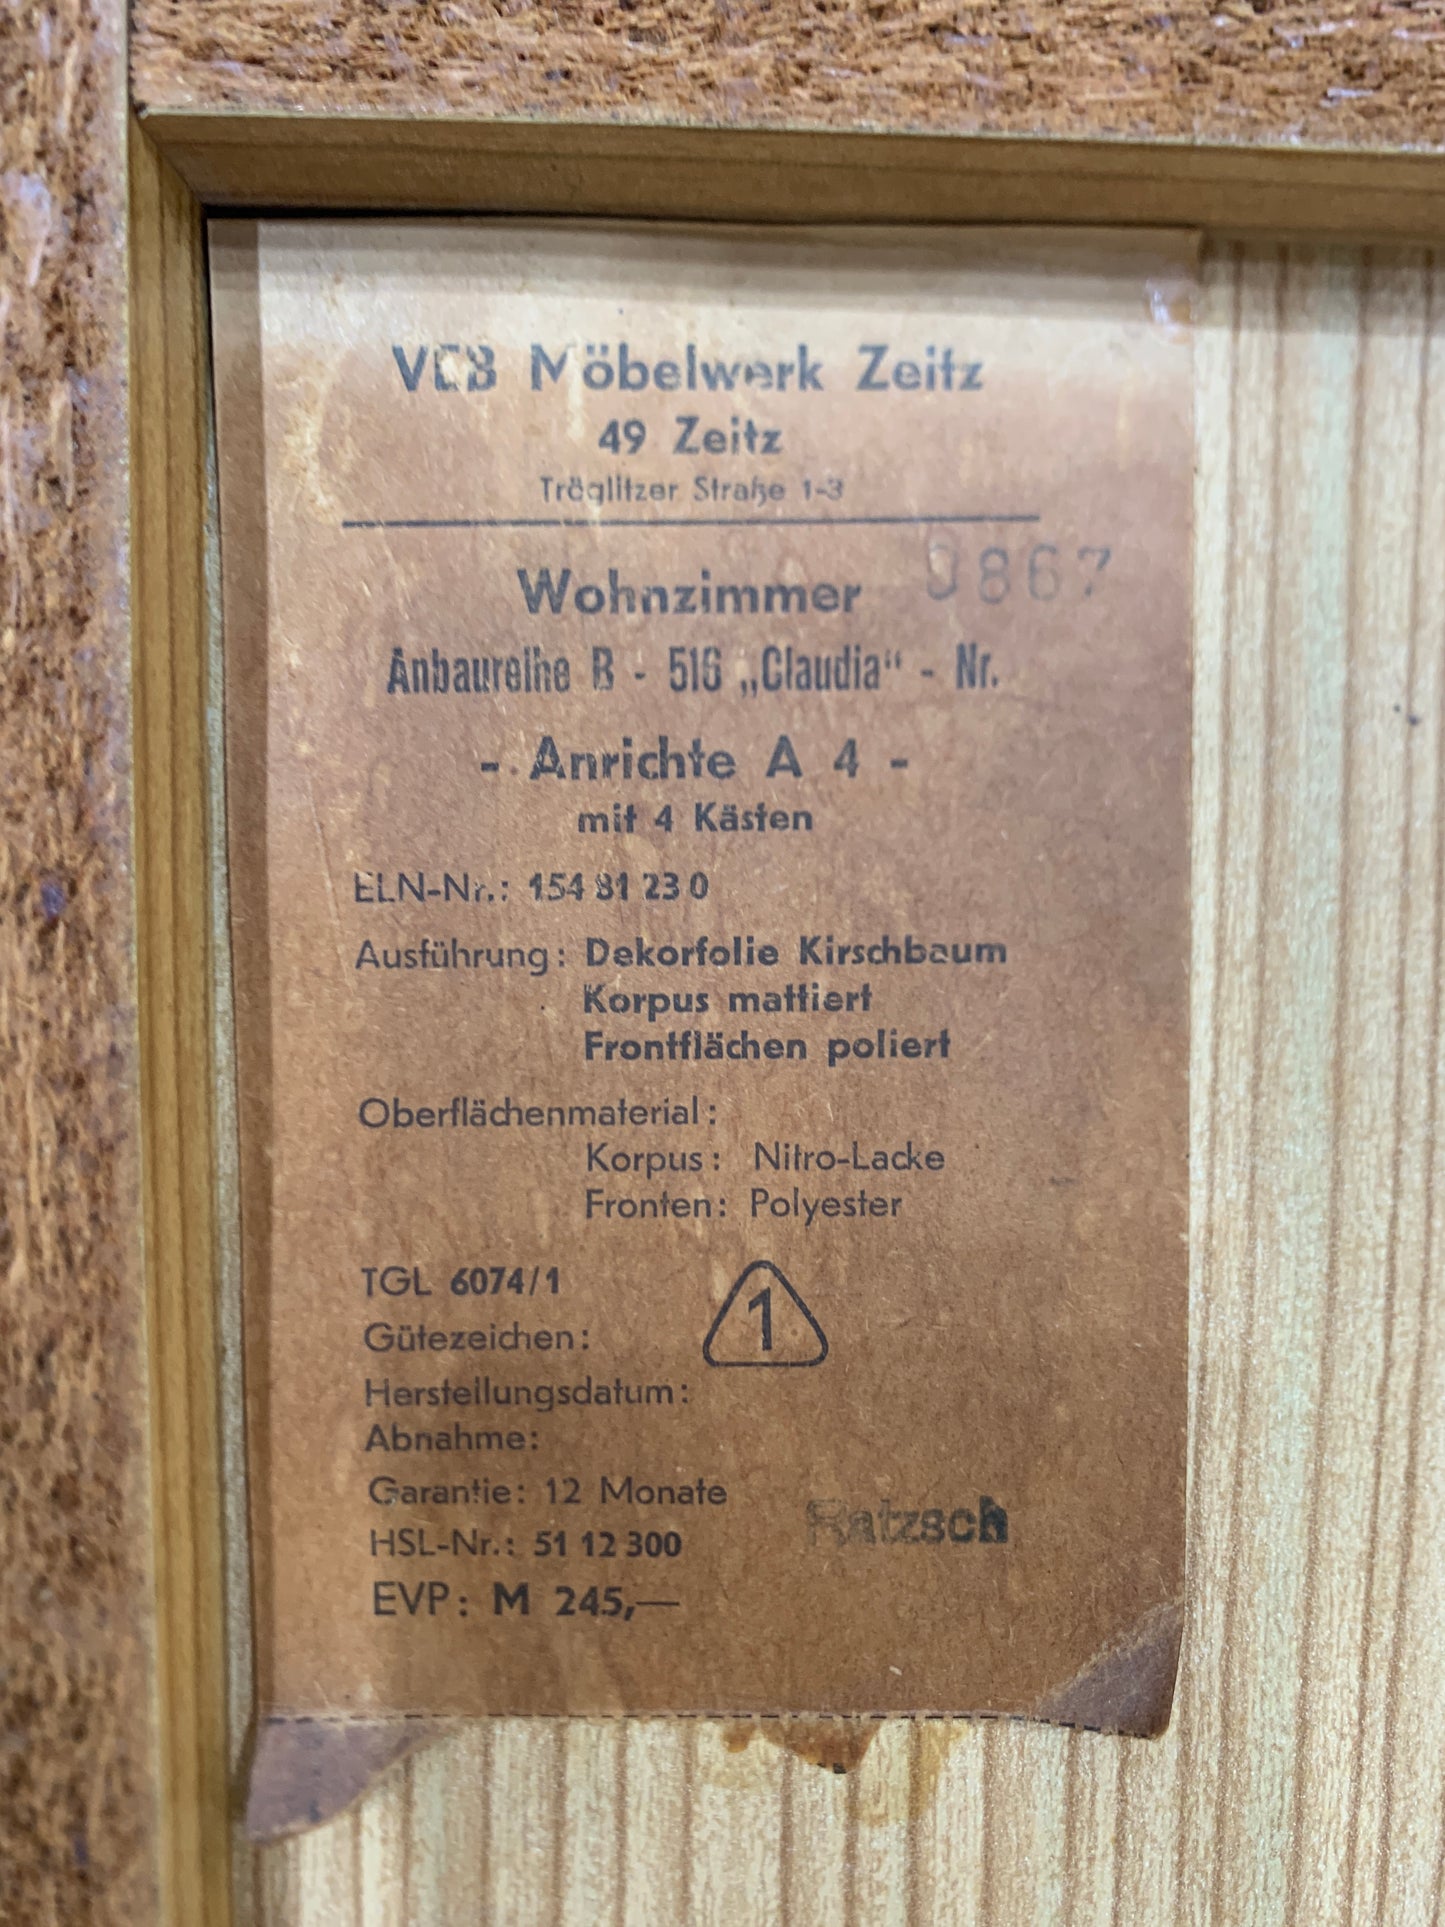 VEB Möbelwerk Zeitz
49 Zeitz
Tröglitzer Straße 1-3
Wohnzimmer 0867
Anbaureihe B - 516 „Claudia“ - Nr.
- Anrichte A 4 -
mit 4 Kästen
ELN-Nr.: 154 81 23 0
Ausführung: Dekorfolie Kirschbaum
Korpus mattiert
Frontflächen poliert
Oberflächenmaterial:
Korpus: Nitro-Lacke
Fronten: Polyester
TGL 6074/1
1
Gütezeichen:
Herstellungsdatum:
Abnahme:
Garantie: 12 Monate
Ratzsch
HSL-Nr.: 51 12 300
EVP: M 245,—